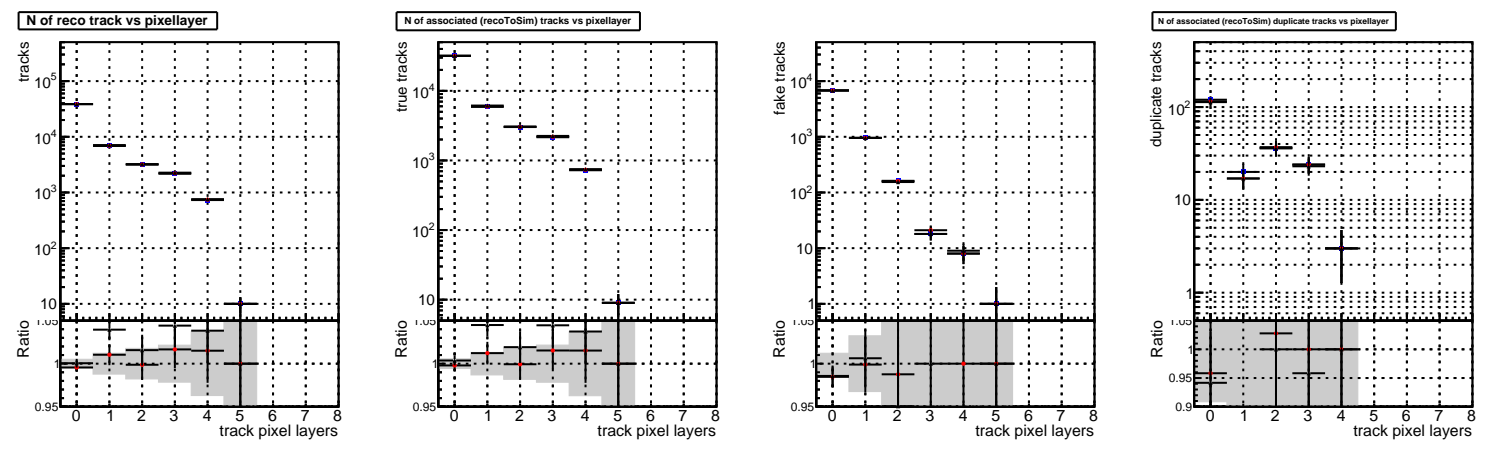 N of reco track vs pixellayer
tracks
10^5
10^4
10^3
10^2
10
Ratio
1.05
1
0.95
0 1 2 3 4 5 6 7 8
track pixel layers
N of associated (recoToSim) tracks vs pixellayer
true tracks
10^4
10^3
10^2
10
Ratio
1.05
1
0.95
0 1 2 3 4 5 6 7 8
track pixel layers
fake tracks
10^4
10^3
10^2
10
1
Ratio
1.05
1
0.95
0 1 2 3 4 5 6 7 8
track pixel layers
N of associated (recoToSim) duplicate tracks vs pixellayer
duplicate tracks
10^2
10
1
Ratio
1.05
1
0.95
0.9
0 1 2 3 4 5 6 7 8
track pixel layers